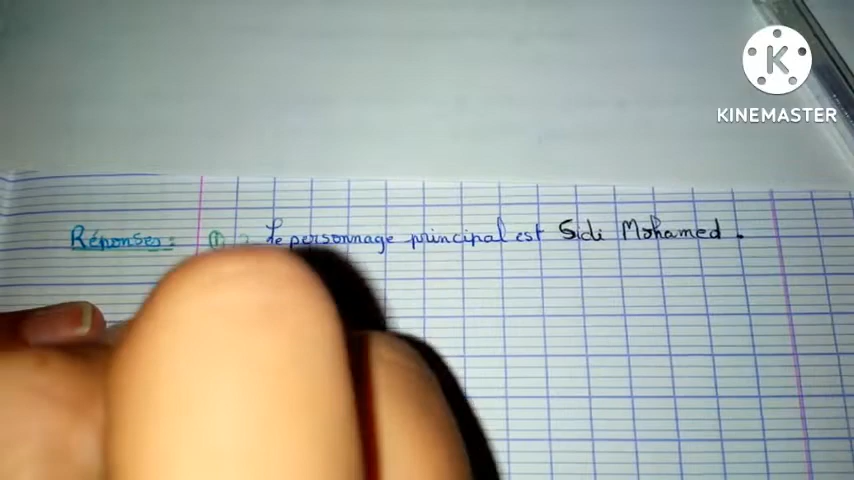 KINEMASTER
Réponses : ① Le personnage principal est Sidi Mohamed.